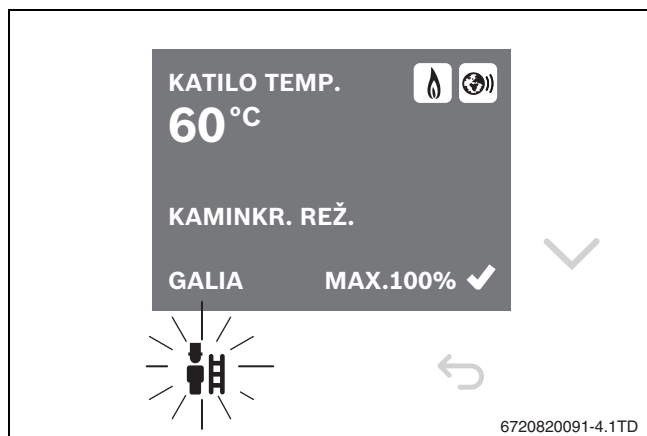 KATILO TEMP.
60°C
KAMINKR. REŽ.
GALIA MAX.100%
6720820091-4.1TD